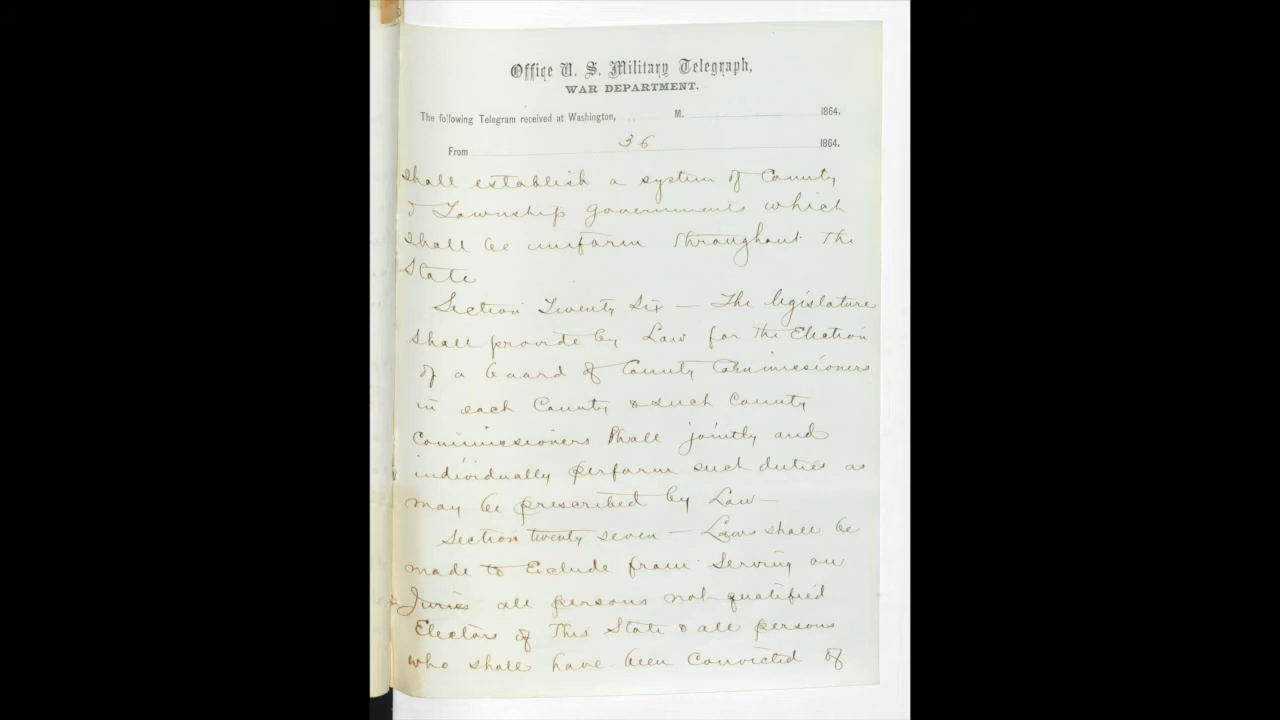 Office U. S. Military Telegraph,
WAR DEPARTMENT.
The following Telegram received at Washington, M. 1864.
From 36 1864.
shall establish a system of County
& Township governments which
shall be uniform throughout the
State
Section Twenty Six — The legislature
shall provide by Law for the Election
of a board of County Commissioners
in each County & such County
Commissioners shall jointly and
individually perform such duties as
may be prescribed by Law —
Section twenty seven — Laws shall be
made to Exclude from serving on
Juries all persons not qualified
Electors of this State & all persons
who shall have been convicted of